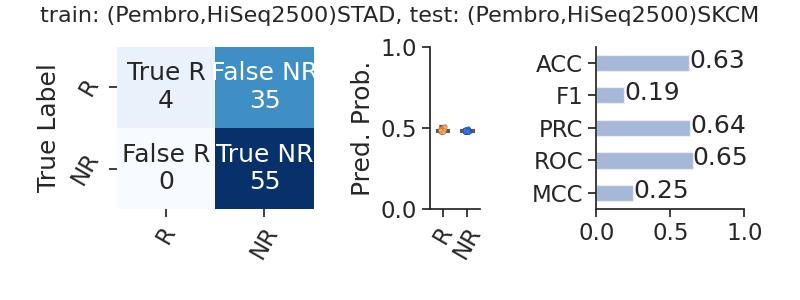 train: (Pembro,HiSeq2500)STAD, test: (Pembro,HiSeq2500)SKCM
True Label
R
NR
True R
4
False NR
35
False R
0
True NR
55
R
NR
Pred. Prob.
1.0
0.5
0.0
R
NR
ACC
0.63
F1
0.19
PRC
0.64
ROC
0.65
MCC
0.25
0.0
0.5
1.0